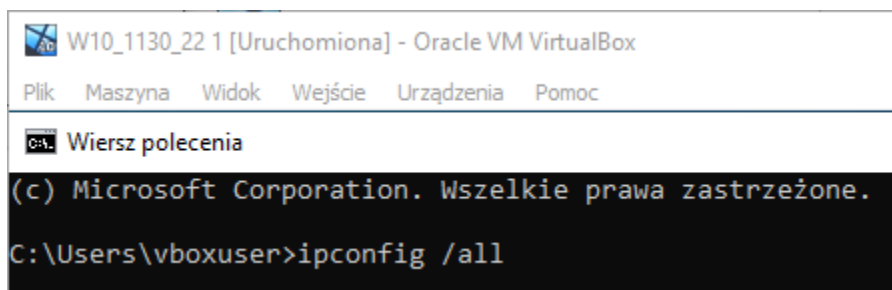 W10_1130_22 1 [Uruchomiona] - Oracle VM VirtualBox
Plik Maszyna Widok Wejście Urządzenia Pomoc
Wiersz polecenia
(c) Microsoft Corporation. Wszelkie prawa zastrzeżone.
C:\Users\vboxuser>ipconfig /all